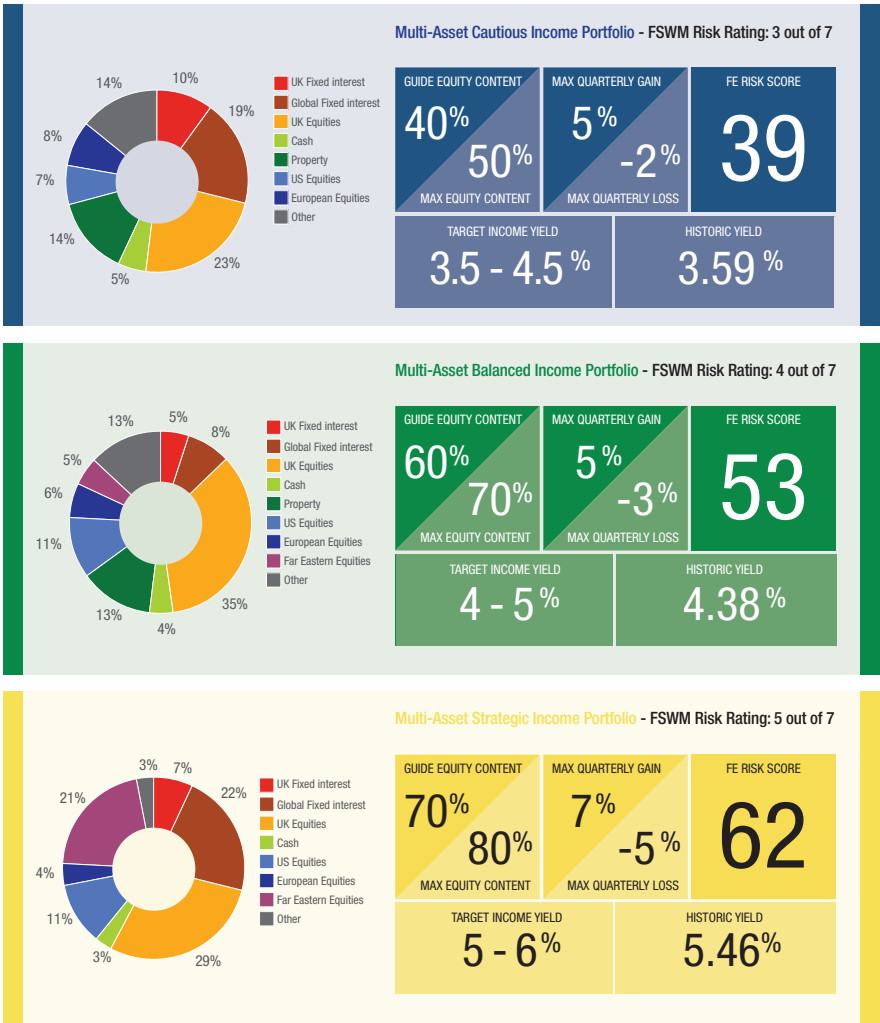 Multi-Asset Cautious Income Portfolio - FSWM Risk Rating: 3 out of 7
14%
10%
19%
8%
7%
14%
5%
23%
UK Fixed interest
Global Fixed interest
UK Equities
Cash
Property
US Equities
European Equities
Other
GUIDE EQUITY CONTENT
40%
50%
MAX EQUITY CONTENT
MAX QUARTERLY GAIN
5%
-2%
MAX QUARTERLY LOSS
FE RISK SCORE
39
TARGET INCOME YIELD
3.5 - 4.5 %
HISTORIC YIELD
3.59 %
Multi-Asset Balanced Income Portfolio - FSWM Risk Rating: 4 out of 7
13%
5%
8%
5%
6%
11%
13%
4%
35%
UK Fixed interest
Global Fixed interest
UK Equities
Cash
Property
US Equities
European Equities
Far Eastern Equities
Other
GUIDE EQUITY CONTENT
60%
70%
MAX EQUITY CONTENT
MAX QUARTERLY GAIN
5%
-3%
MAX QUARTERLY LOSS
FE RISK SCORE
53
TARGET INCOME YIELD
4 - 5 %
HISTORIC YIELD
4.38 %
Multi-Asset Strategic Income Portfolio - FSWM Risk Rating: 5 out of 7
3%
7%
22%
21%
4%
11%
3%
29%
UK Fixed interest
Global Fixed interest
UK Equities
Cash
US Equities
European Equities
Far Eastern Equities
Other
GUIDE EQUITY CONTENT
70%
80%
MAX EQUITY CONTENT
MAX QUARTERLY GAIN
7%
-5%
MAX QUARTERLY LOSS
FE RISK SCORE
62
TARGET INCOME YIELD
5 - 6%
HISTORIC YIELD
5.46%